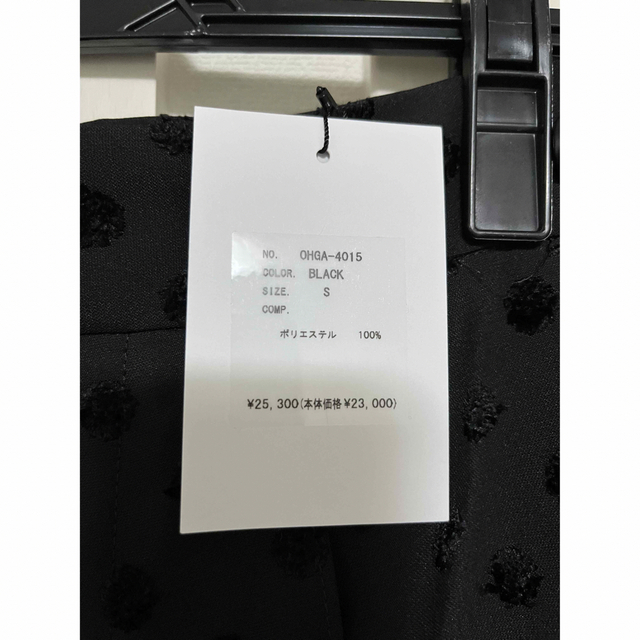 NO. OHGA-4015
COLOR. BLACK
SIZE. S
COMP.
ポリエステル 100%
¥25,300(本体価格¥23,000)